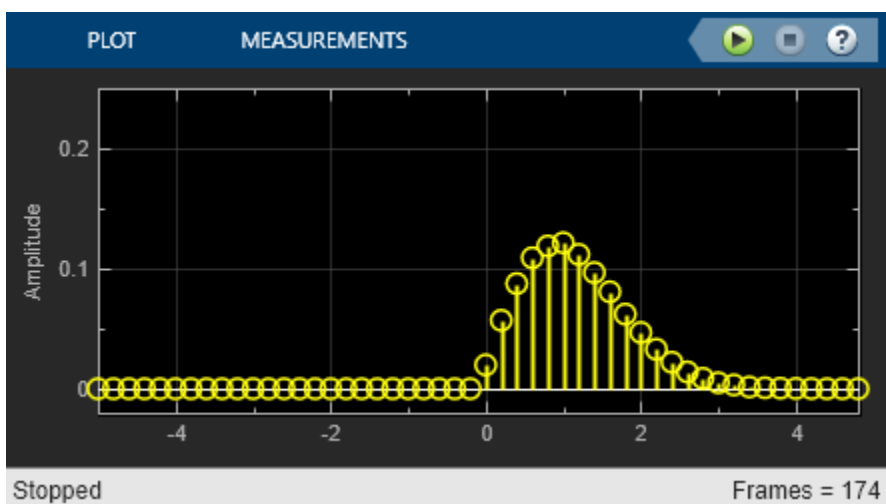 PLOT MEASUREMENTS ?
0.2
Amplitude
0.1
0
-4 -2 0 2 4
Stopped Frames = 174